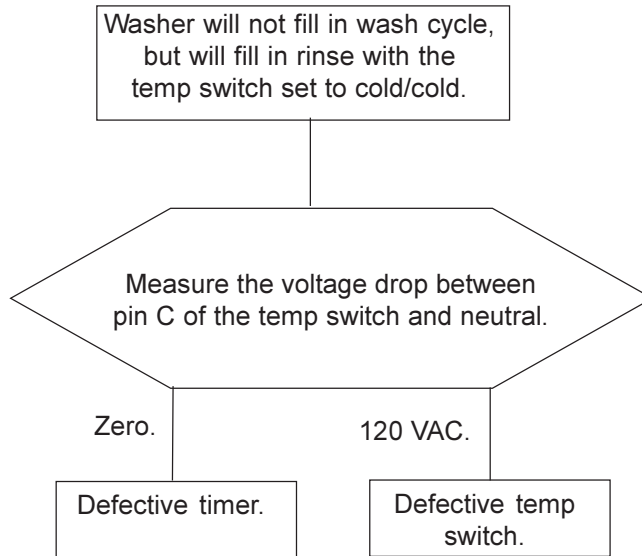 Washer will not fill in wash cycle,
but will fill in rinse with the
temp switch set to cold/cold.
Measure the voltage drop between
pin C of the temp switch and neutral.
Zero.
120 VAC.
Defective timer.
Defective temp
switch.